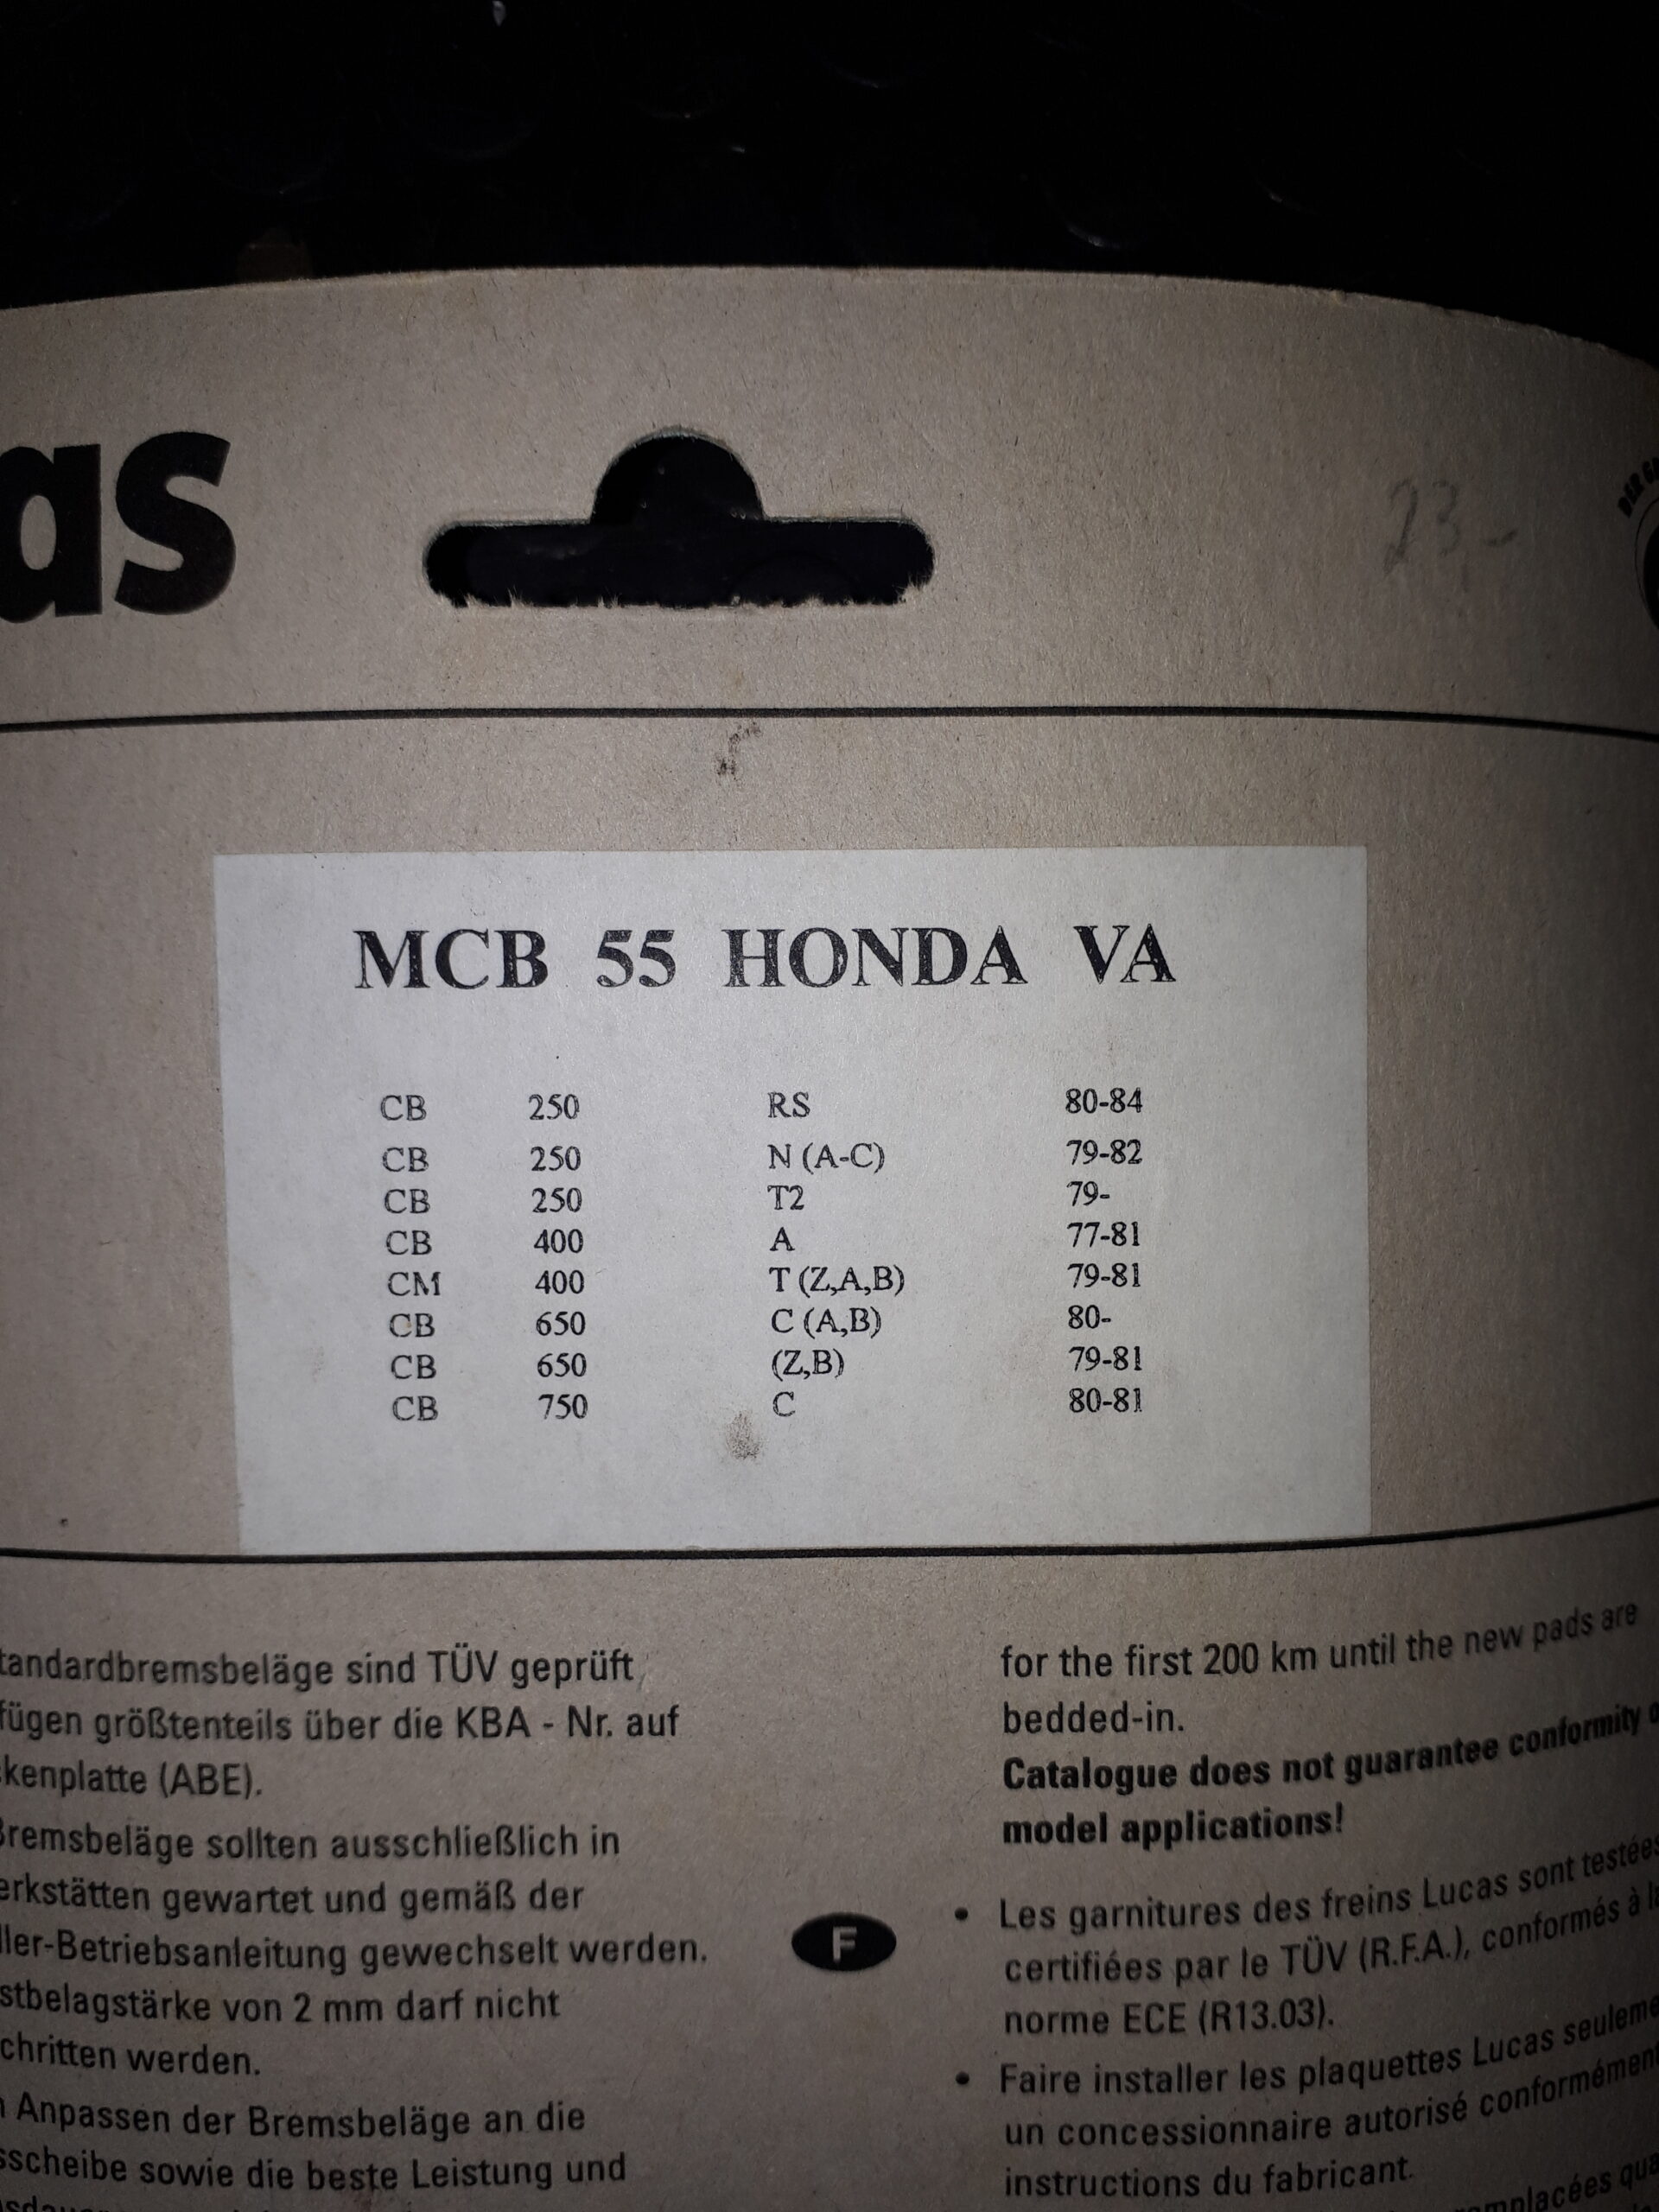 as
23,-
DER
MCB 55 HONDA VA
CB 250 RS 80-84
CB 250 N (A-C) 79-82
CB 250 T2 79-
CB 400 A 77-81
CM 400 T (Z,A,B) 79-81
CB 650 C (A,B) 80-
CB 650 (Z,B) 79-81
CB 750 C 80-81
tandardbremsbeläge sind TÜV geprüft
fügen größtenteils über die KBA - Nr. auf
kenplatte (ABE).
Bremsbeläge sollten ausschließlich in
erkstätten gewartet und gemäß der
ller-Betriebsanleitung gewechselt werden.
stbelagstärke von 2 mm darf nicht
chritten werden.
Anpassen der Bremsbeläge an die
sscheibe sowie die beste Leistung und
for the first 200 km until the new pads are
bedded-in.
Catalogue does not guarantee conformity
model applications!
F
• Les garnitures des freins Lucas sont testées
certifiées par le TÜV (R.F.A.), conformés à la
norme ECE (R13.03).
• Faire installer les plaquettes Lucas seuleme
un concessionnaire autorisé conformément
instructions du fabricant.
remplacées qua